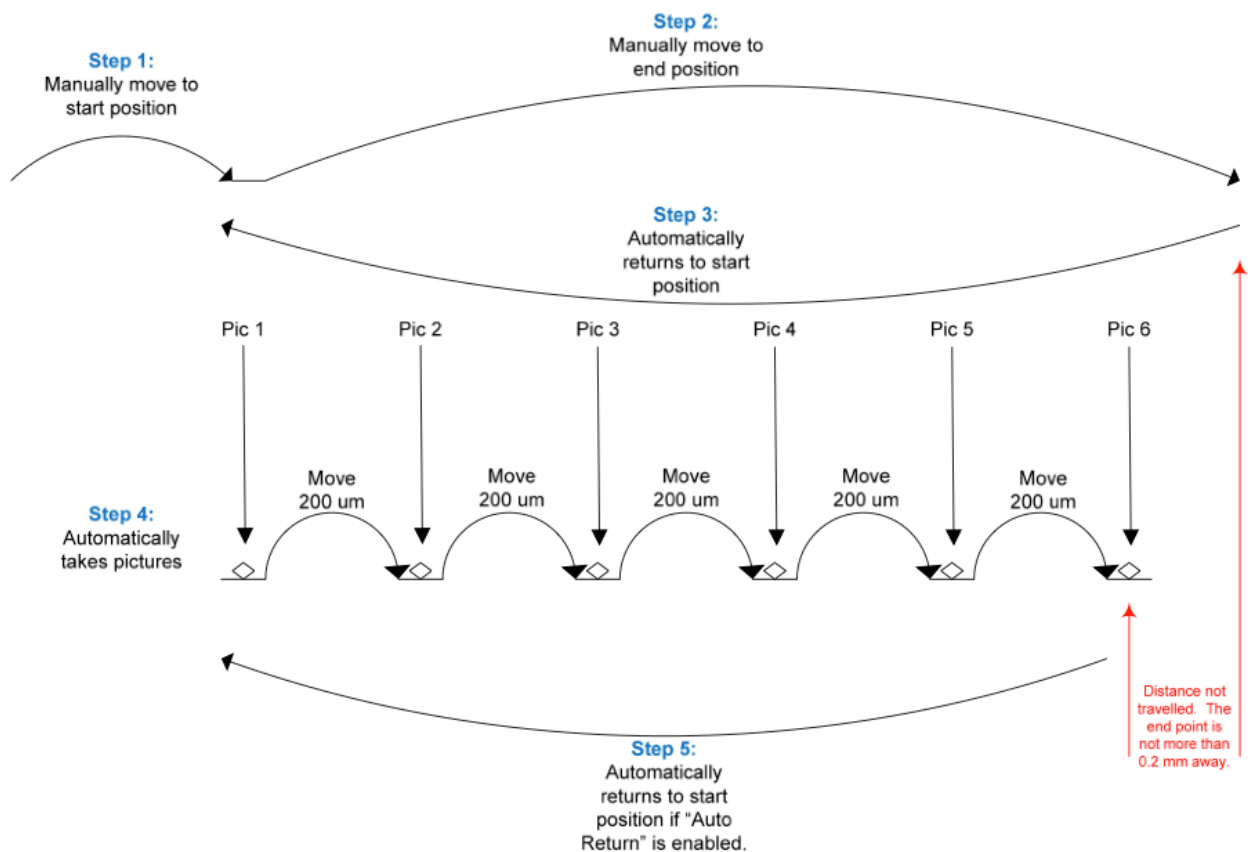 Step 1:
Manually move to
start position
Step 2:
Manually move to
end position
Step 3:
Automatically
returns to start
position
Pic 1
Pic 2
Pic 3
Pic 4
Pic 5
Pic 6
Move
200 um
Move
200 um
Move
200 um
Move
200 um
Move
200 um
Step 4:
Automatically
takes pictures
Distance not
travelled. The
end point is
not more than
0.2 mm away.
Step 5:
Automatically
returns to start
position if “Auto
Return” is enabled.